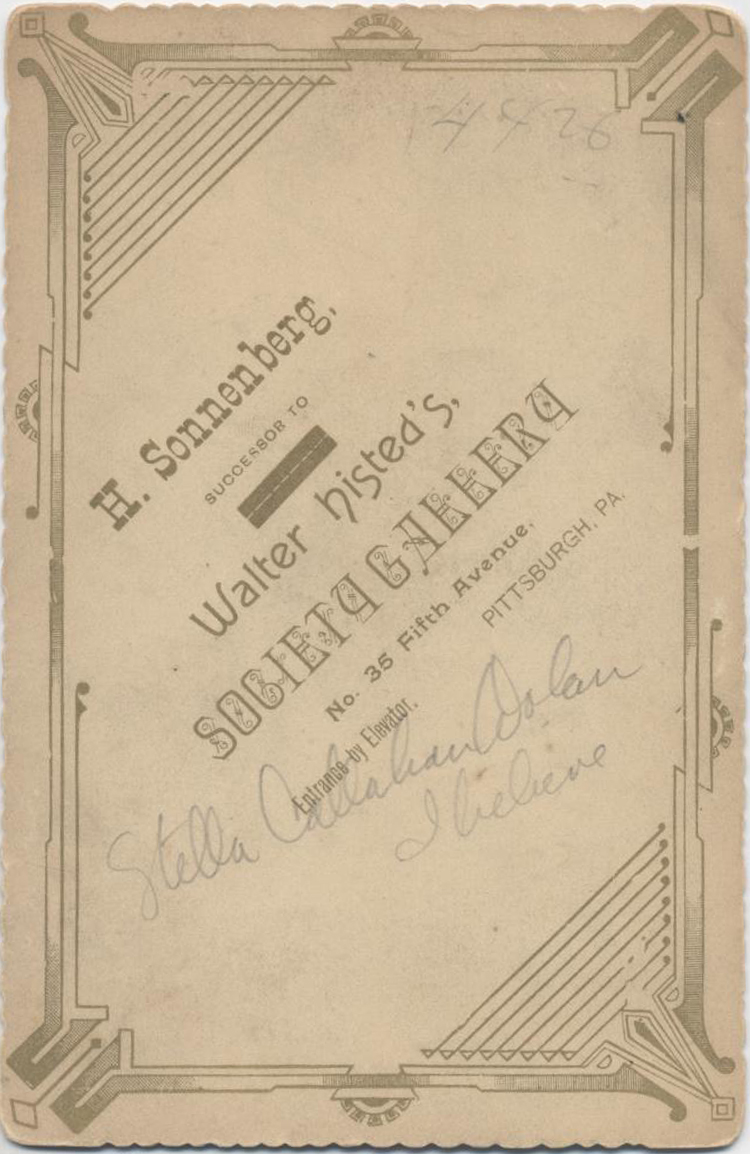 H. Sonnenberg,
SUCCESSOR TO
Walter histed's,
SOCIETY GALLERY
No. 35 Fifth Avenue.
PITTSBURGH, PA.
Entrance by Elevator.
Stella Callahan Dolan
I believe